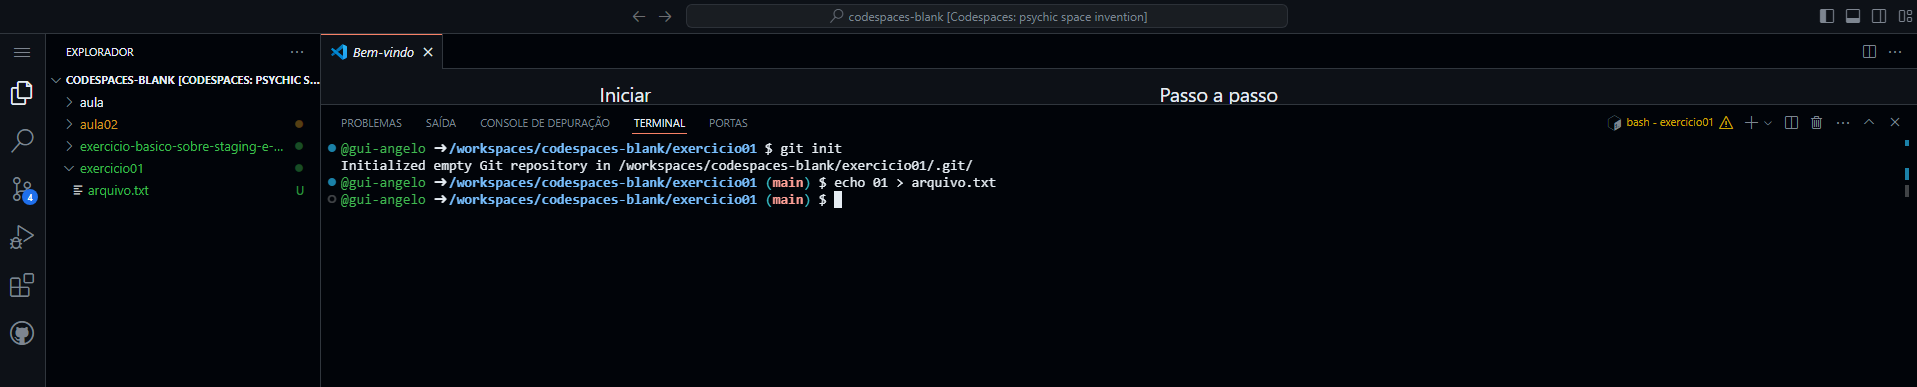 codespaces-blank [Codespaces: psychic space invention]
EXPLORADOR
CODESPACES-BLANK [CODESPACES: PSYCHIC S...
aula
aula02
exercicio-basico-sobre-staging-e-...
exercicio01
arquivo.txt U
4
Bem-vindo
Iniciar Passo a passo
PROBLEMAS SAÍDA CONSOLE DE DEPURAÇÃO TERMINAL PORTAS
bash - exercicio01
@gui-angelo ➜/workspaces/codespaces-blank/exercicio01 $ git init
Initialized empty Git repository in /workspaces/codespaces-blank/exercicio01/.git/
@gui-angelo ➜/workspaces/codespaces-blank/exercicio01 (main) $ echo 01 > arquivo.txt
@gui-angelo ➜/workspaces/codespaces-blank/exercicio01 (main) $